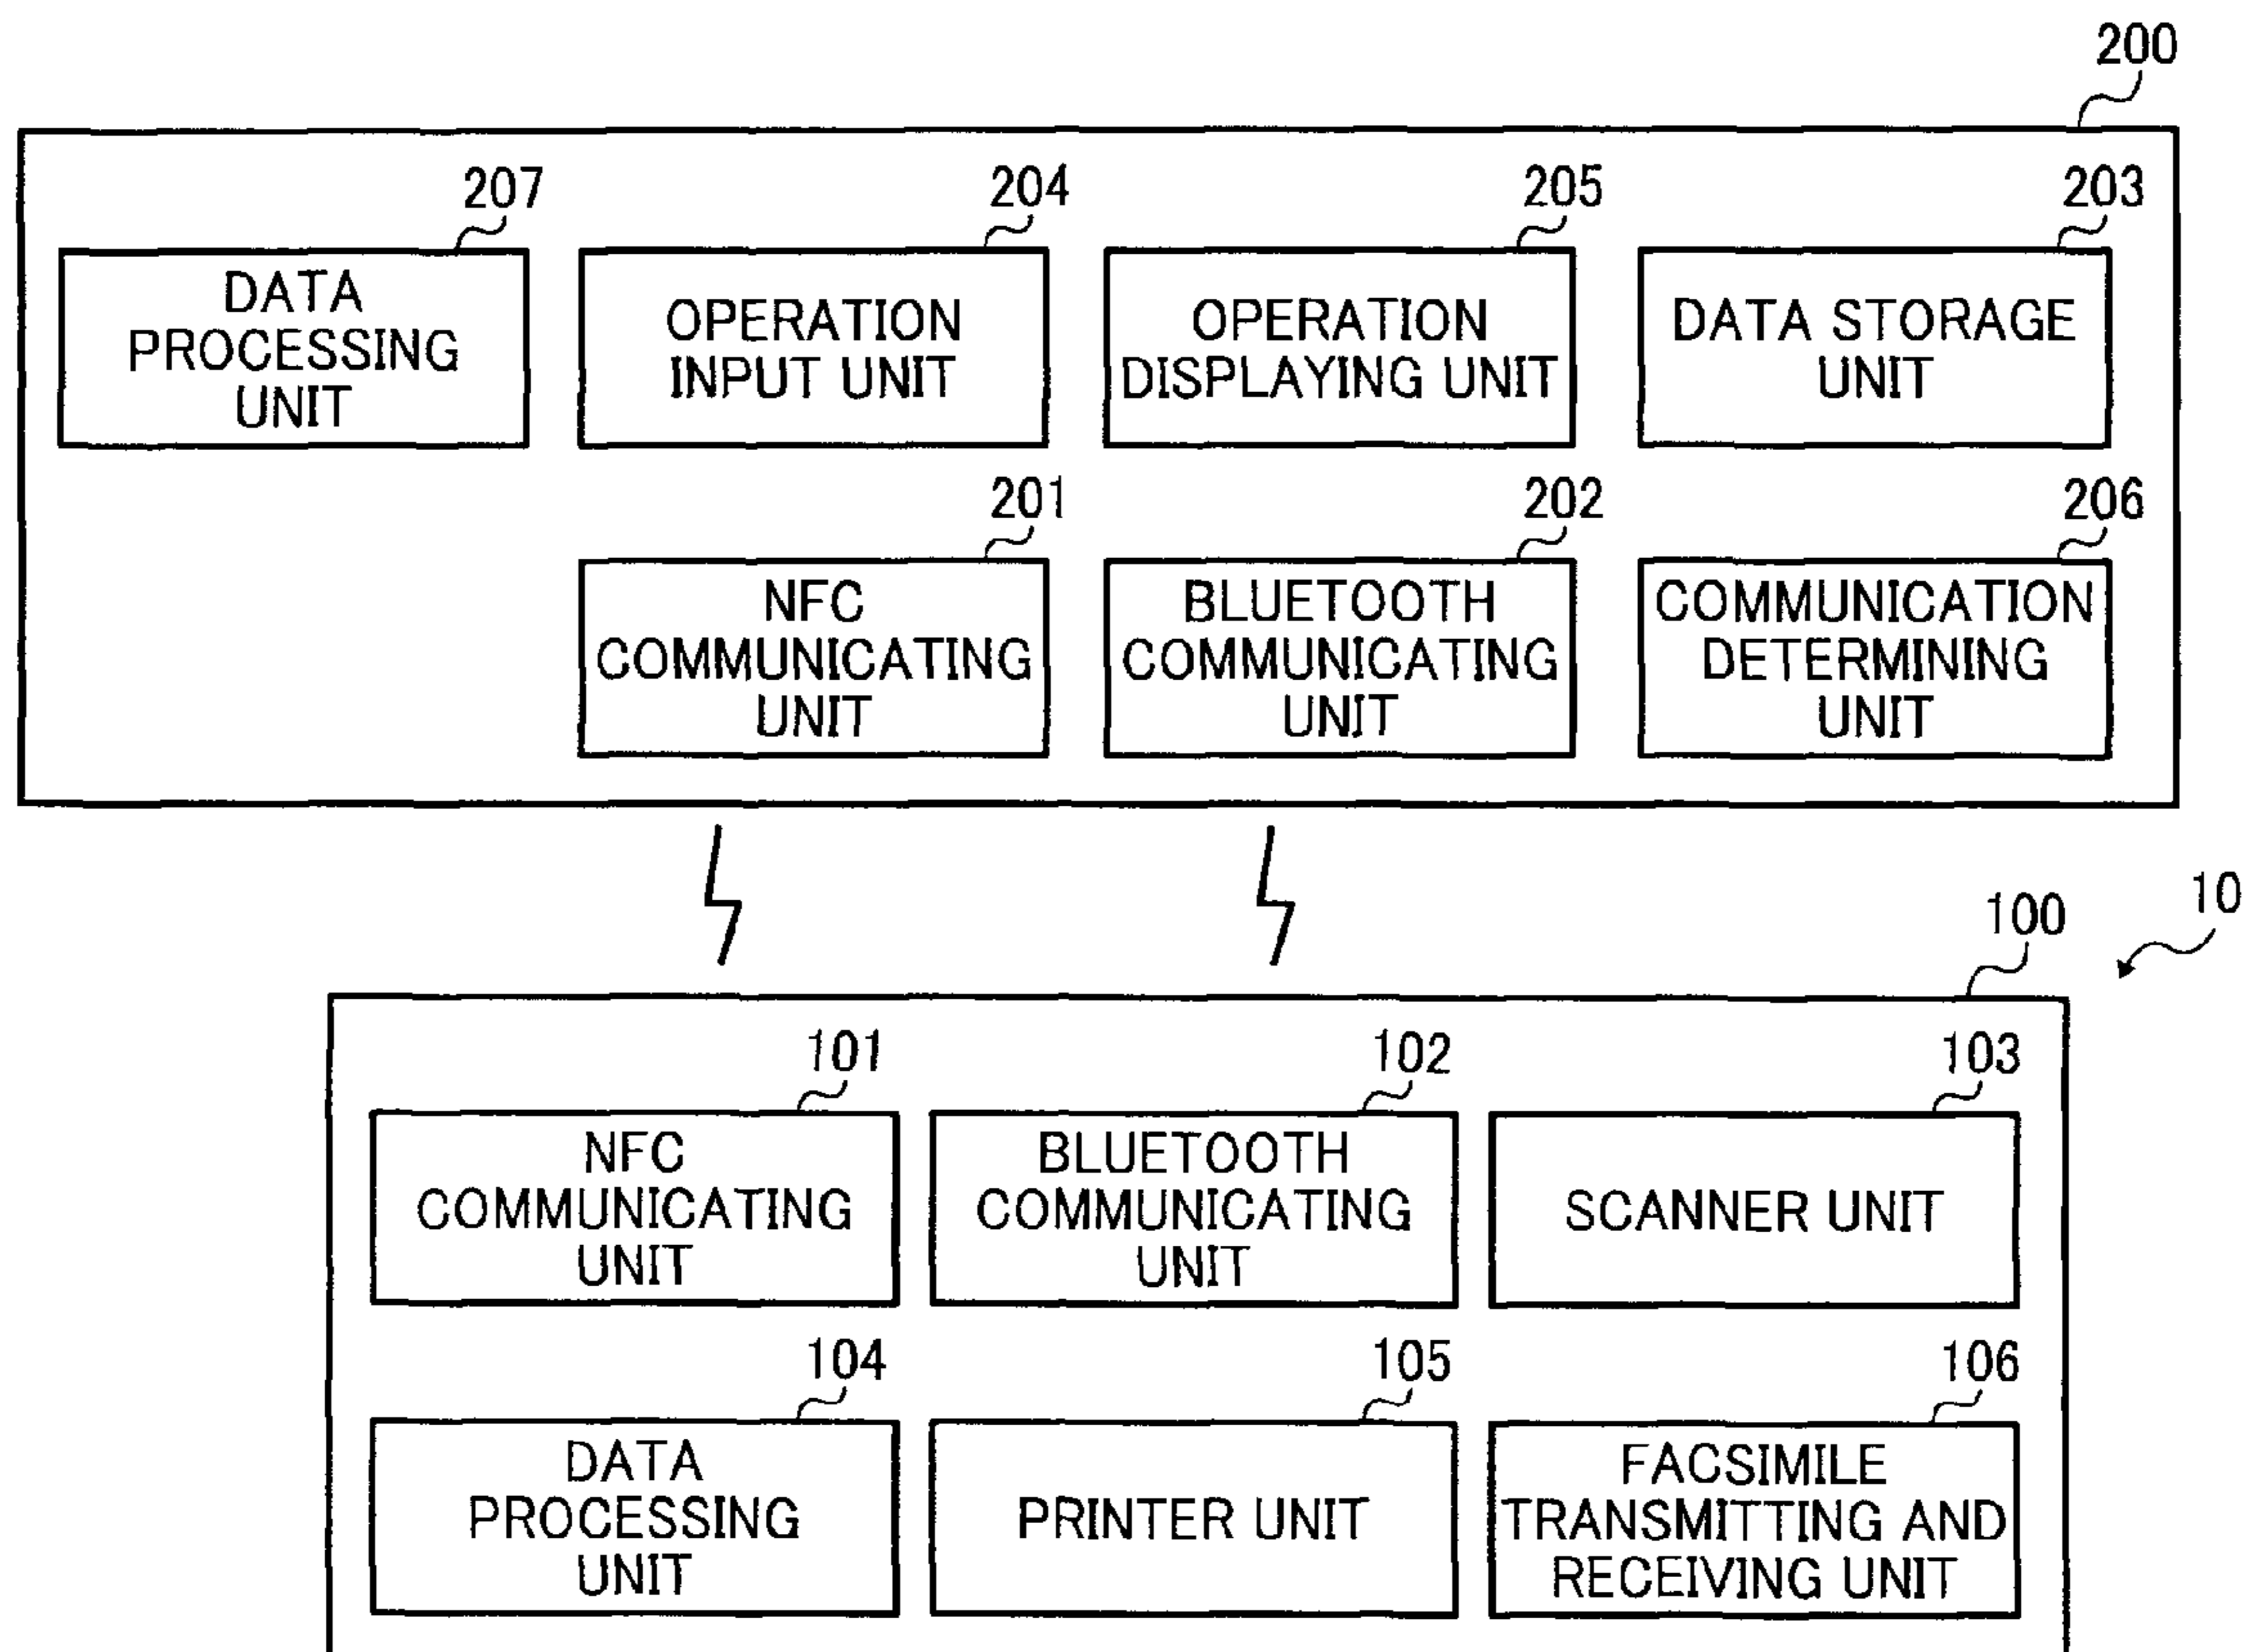 200
207
204
205
203
DATA
PROCESSING
UNIT
OPERATION
INPUT UNIT
OPERATION
DISPLAYING UNIT
DATA STORAGE
UNIT
201
202
206
NFC
COMMUNICATING
UNIT
BLUETOOTH
COMMUNICATING
UNIT
COMMUNICATION
DETERMINING
UNIT
10
100
101
102
103
NFC
COMMUNICATING
UNIT
BLUETOOTH
COMMUNICATING
UNIT
SCANNER UNIT
104
105
106
DATA
PROCESSING
UNIT
PRINTER UNIT
FACSIMILE
TRANSMITTING AND
RECEIVING UNIT